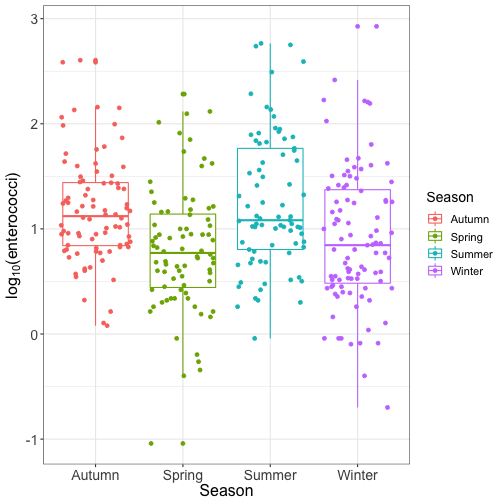 3
2
1
0
-1
log10(enterococci)
Autumn Spring Summer Winter
Season
Season
Autumn
Spring
Summer
Winter